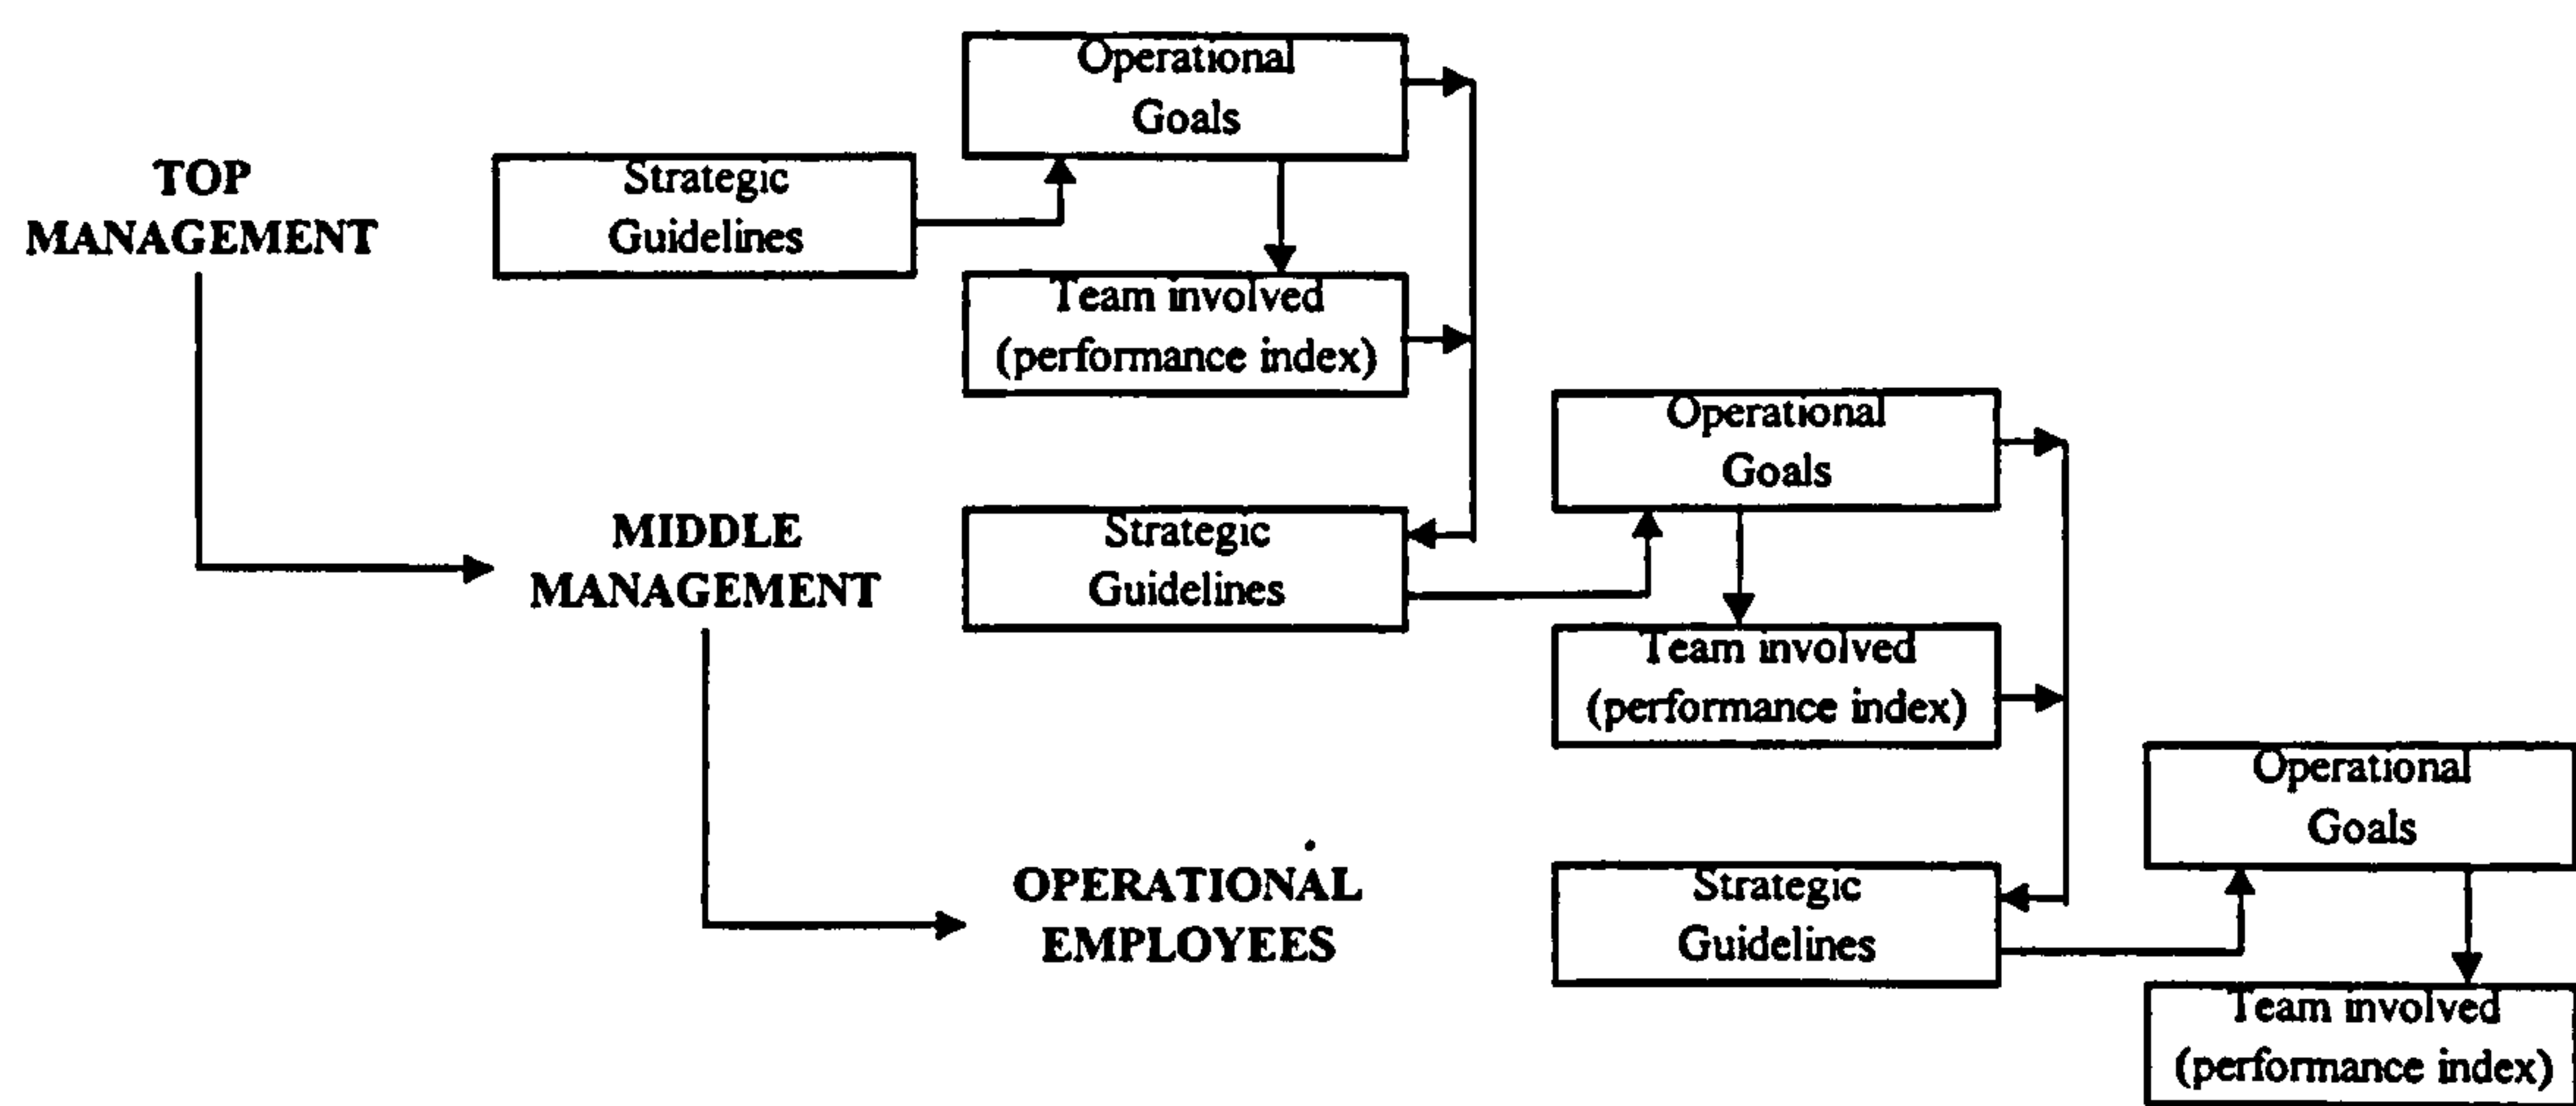 Operational
Goals
TOP
MANAGEMENT
Strategic
Guidelines
Team involved
(performance index)
Operational
Goals
MIDDLE
MANAGEMENT
Strategic
Guidelines
Team involved
(performance index)
Operational
Goals
OPERATIONAL
EMPLOYEES
Strategic
Guidelines
Team involved
(performance index)